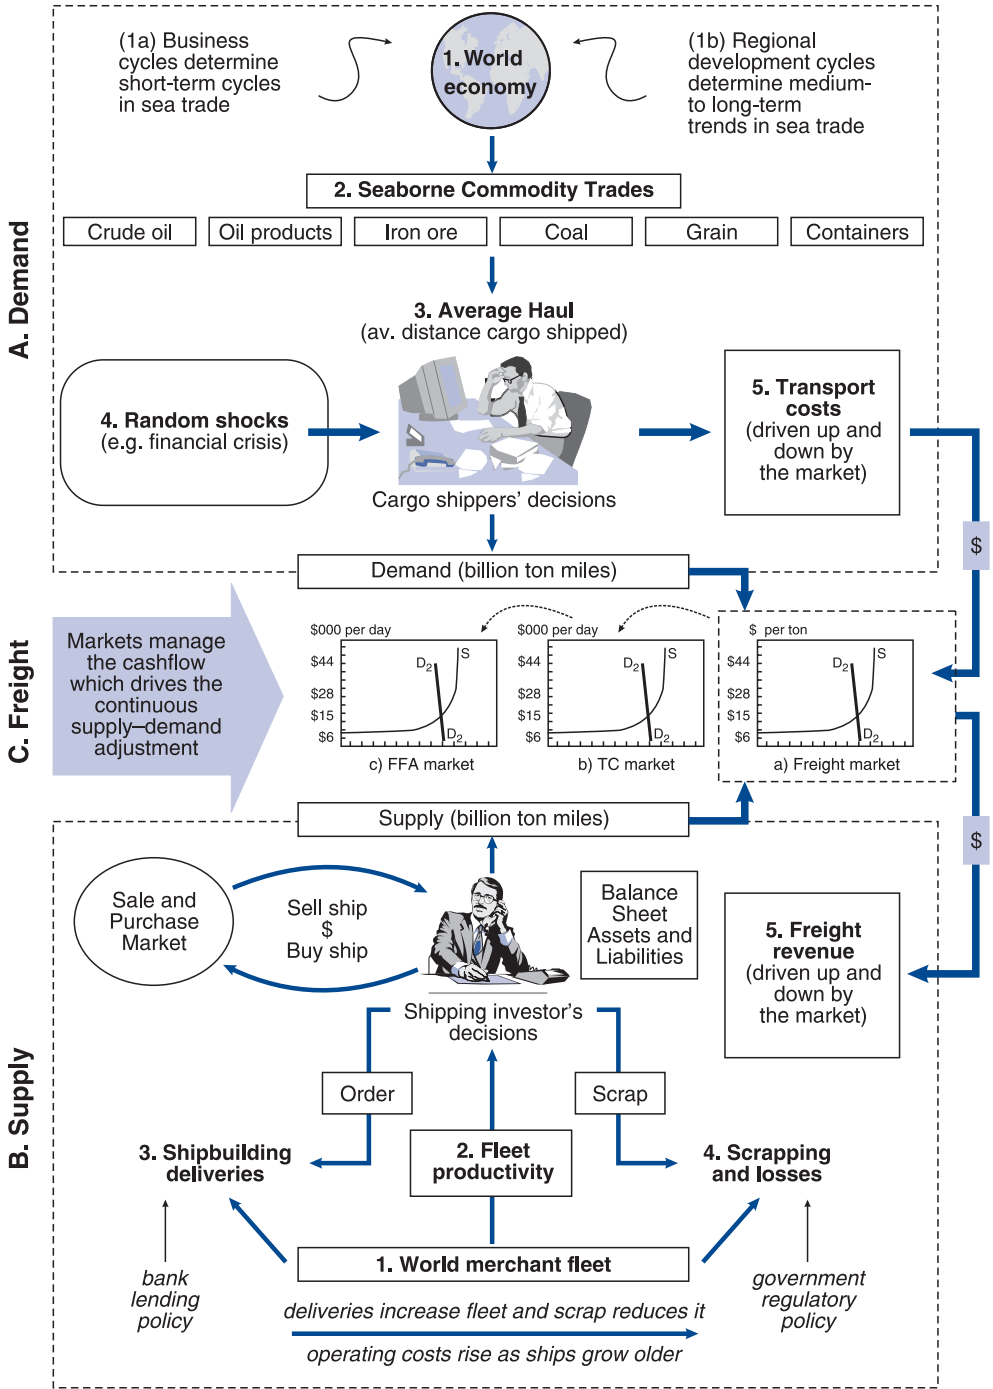 (1a) Business
cycles determine
short-term cycles
in sea trade
1. World
economy
(1b) Regional
development cycles
determine medium-
to long-term
trends in sea trade
2. Seaborne Commodity Trades
Crude oil
Oil products
Iron ore
Coal
Grain
Containers
A. Demand
3. Average Haul
(av. distance cargo shipped)
4. Random shocks
(e.g. financial crisis)
Cargo shippers’ decisions
5. Transport
costs
(driven up and
down by
the market)
$
Demand (billion ton miles)
C. Freight
Markets manage
the cashflow
which drives the
continuous
supply–demand
adjustment
$000 per day
$44
$28
$15
$6
D2
S
D2
c) FFA market
$000 per day
$44
$28
$15
$6
D2
S
D2
b) TC market
$ per ton
$44
$28
$15
$6
D2
S
D2
a) Freight market
Supply (billion ton miles)
$
B. Supply
Sale and
Purchase
Market
Sell ship
$
Buy ship
Balance
Sheet
Assets and
Liabilities
5. Freight
revenue
(driven up and
down by
the market)
Shipping investor’s
decisions
Order
Scrap
3. Shipbuilding
deliveries
2. Fleet
productivity
4. Scrapping
and losses
1. World merchant fleet
bank
lending
policy
deliveries increase fleet and scrap reduces it
operating costs rise as ships grow older
government
regulatory
policy